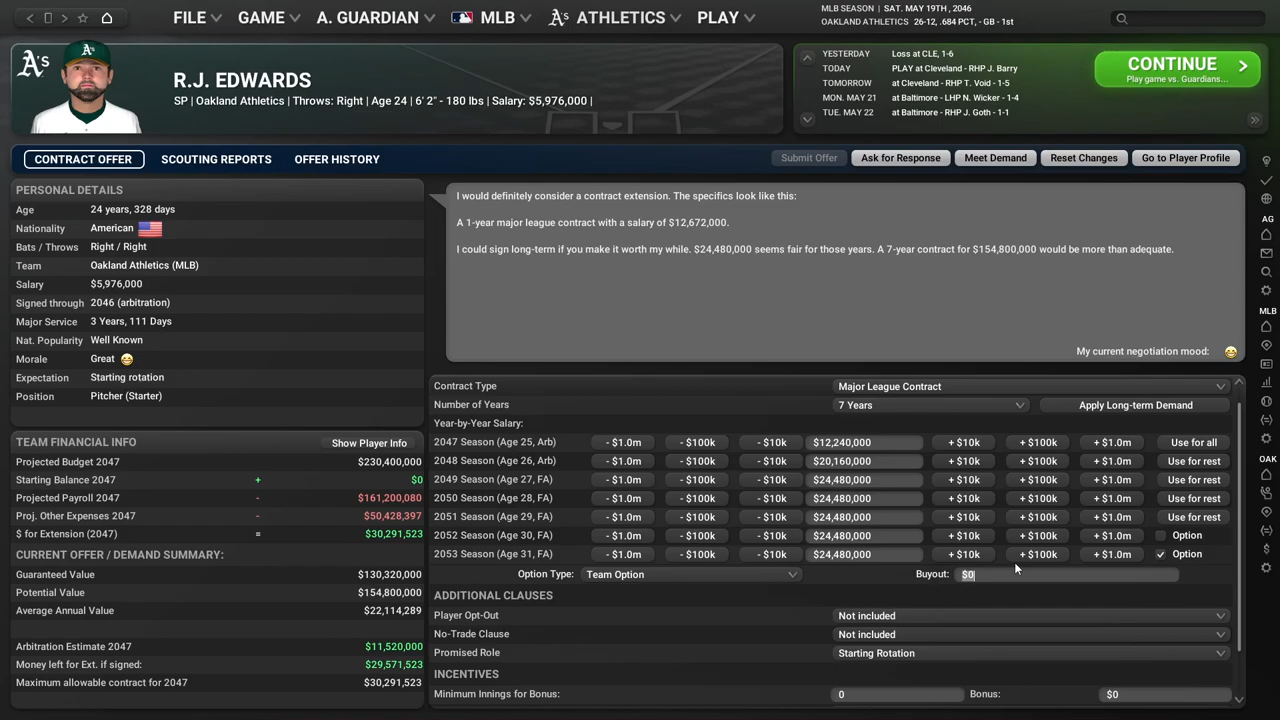 FILE GAME A. GUARDIAN MLB A's ATHLETICS PLAY
MLB SEASON | SAT. MAY 19TH , 2046
OAKLAND ATHLETICS 26-12, .684 PCT, - GB - 1st
A's
R.J. EDWARDS
SP | Oakland Athletics | Throws: Right | Age 24 | 6' 2" - 180 lbs | Salary: $5,976,000 |
YESTERDAY Loss at CLE, 1-6
TODAY PLAY at Cleveland - RHP J. Barry
TOMORROW at Cleveland - RHP T. Void - 1-5
MON. MAY 21 at Baltimore - LHP N. Wicker - 1-4
TUE. MAY 22 at Baltimore - RHP J. Goth - 1-1
CONTINUE
Play game vs. Guardians...
CONTRACT OFFER SCOUTING REPORTS OFFER HISTORY
Submit Offer Ask for Response Meet Demand Reset Changes Go to Player Profile
PERSONAL DETAILS
Age 24 years, 328 days
Nationality American
Bats / Throws Right / Right
Team Oakland Athletics (MLB)
Salary $5,976,000
Signed through 2046 (arbitration)
Major Service 3 Years, 111 Days
Nat. Popularity Well Known
Morale Great
Expectation Starting rotation
Position Pitcher (Starter)
TEAM FINANCIAL INFO Show Player Info
Projected Budget 2047 $230,400,000
Starting Balance 2047 + $0
Projected Payroll 2047 - $161,200,080
Proj. Other Expenses 2047 - $50,428,397
$ for Extension (2047) = $30,291,523
CURRENT OFFER / DEMAND SUMMARY:
Guaranteed Value $130,320,000
Potential Value $154,800,000
Average Annual Value $22,114,289
Arbitration Estimate 2047 $11,520,000
Money left for Ext. if signed: $29,571,523
Maximum allowable contract for 2047 $30,291,523
I would definitely consider a contract extension. The specifics look like this:
A 1-year major league contract with a salary of $12,672,000.
I could sign long-term if you make it worth my while. $24,480,000 seems fair for those years. A 7-year contract for $154,800,000 would be more than adequate.
My current negotiation mood:
Contract Type Major League Contract
Number of Years 7 Years Apply Long-term Demand
Year-by-Year Salary:
2047 Season (Age 25, Arb) - $1.0m - $100k - $10k $12,240,000 + $10k + $100k + $1.0m Use for all
2048 Season (Age 26, Arb) - $1.0m - $100k - $10k $20,160,000 + $10k + $100k + $1.0m Use for rest
2049 Season (Age 27, FA) - $1.0m - $100k - $10k $24,480,000 + $10k + $100k + $1.0m Use for rest
2050 Season (Age 28, FA) - $1.0m - $100k - $10k $24,480,000 + $10k + $100k + $1.0m Use for rest
2051 Season (Age 29, FA) - $1.0m - $100k - $10k $24,480,000 + $10k + $100k + $1.0m Use for rest
2052 Season (Age 30, FA) - $1.0m - $100k - $10k $24,480,000 + $10k + $100k + $1.0m Option
2053 Season (Age 31, FA) - $1.0m - $100k - $10k $24,480,000 + $10k + $100k + $1.0m Option
Option Type: Team Option Buyout: $0
ADDITIONAL CLAUSES
Player Opt-Out Not included
No-Trade Clause Not included
Promised Role Starting Rotation
INCENTIVES
Minimum Innings for Bonus: 0 Bonus: $0
AG
MLB
OAK